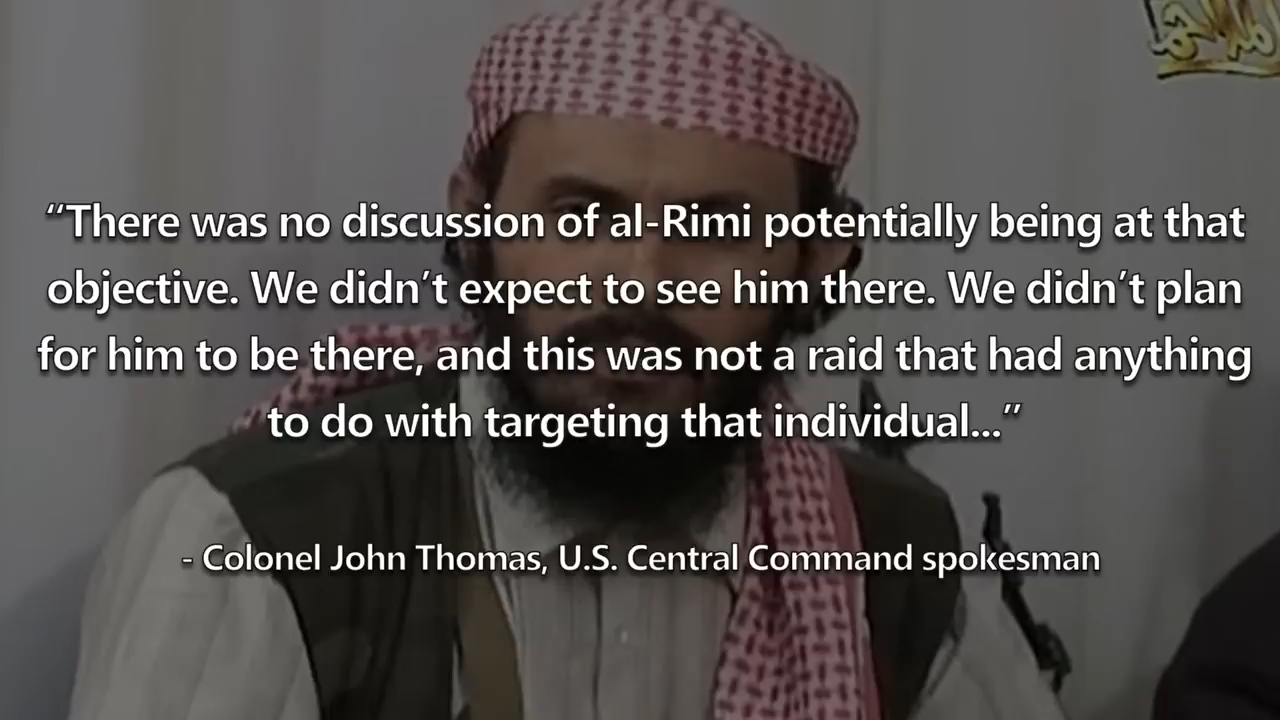 “There was no discussion of al-Rimi potentially being at that
objective. We didn’t expect to see him there. We didn’t plan
for him to be there, and this was not a raid that had anything
to do with targeting that individual...”
- Colonel John Thomas, U.S. Central Command spokesman